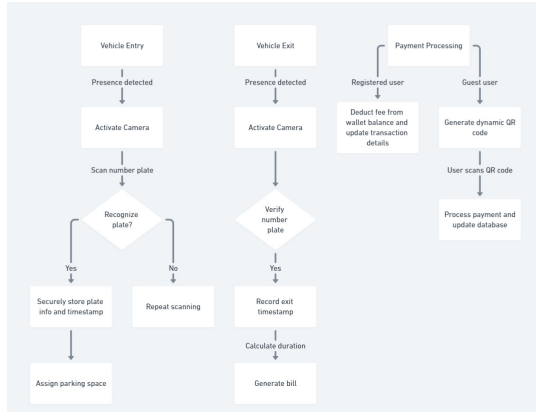 Vehicle Entry
Presence detected
Activate Camera
Scan number plate
Recognize
plate?
Yes
No
Securely store plate
info and timestamp
Repeat scanning
Assign parking space
Vehicle Exit
Presence detected
Activate Camera
Verify
number
plate
Yes
Record exit
timestamp
Calculate duration
Generate bill
Payment Processing
Registered user
Guest user
Deduct fee from
wallet balance and
update transaction
details
Generate dynamic QR
code
User scans QR code
Process payment and
update database